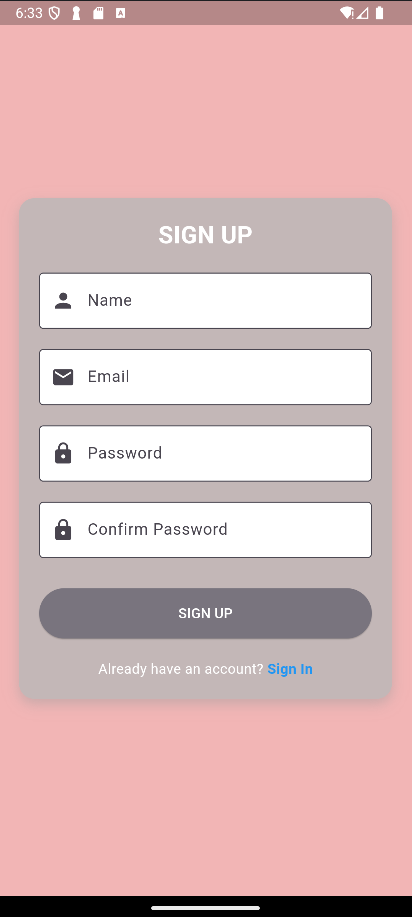 6:33
SIGN UP
Name
Email
Password
Confirm Password
SIGN UP
Already have an account? Sign In